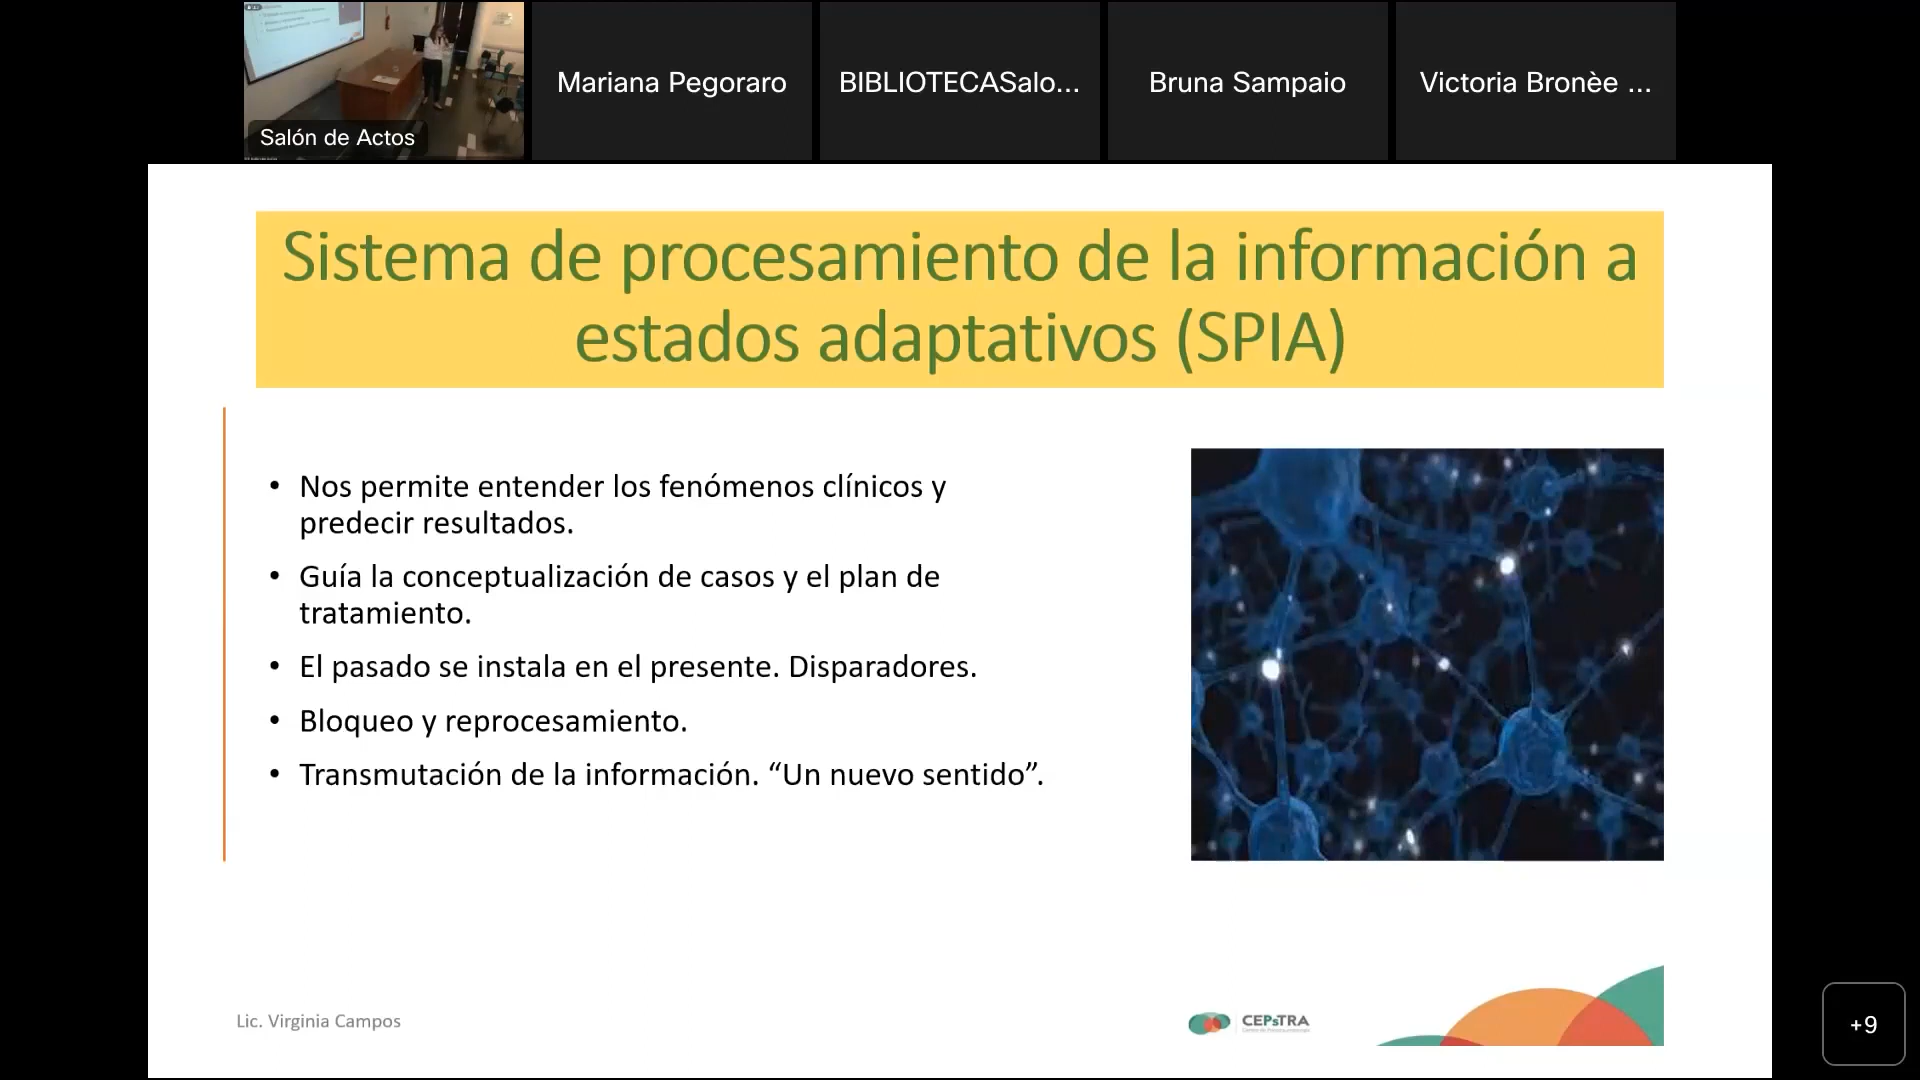 Salón de Actos
Mariana Pegoraro
BIBLIOTECASalo...
Bruna Sampaio
Victoria Bronèe ...
Sistema de procesamiento de la información a
estados adaptativos (SPIA)
• Nos permite entender los fenómenos clínicos y
predecir resultados.
• Guía la conceptualización de casos y el plan de
tratamiento.
• El pasado se instala en el presente. Disparadores.
• Bloqueo y reprocesamiento.
• Transmutación de la información. “Un nuevo sentido”.
Lic. Virginia Campos
CEPsTRA
+9